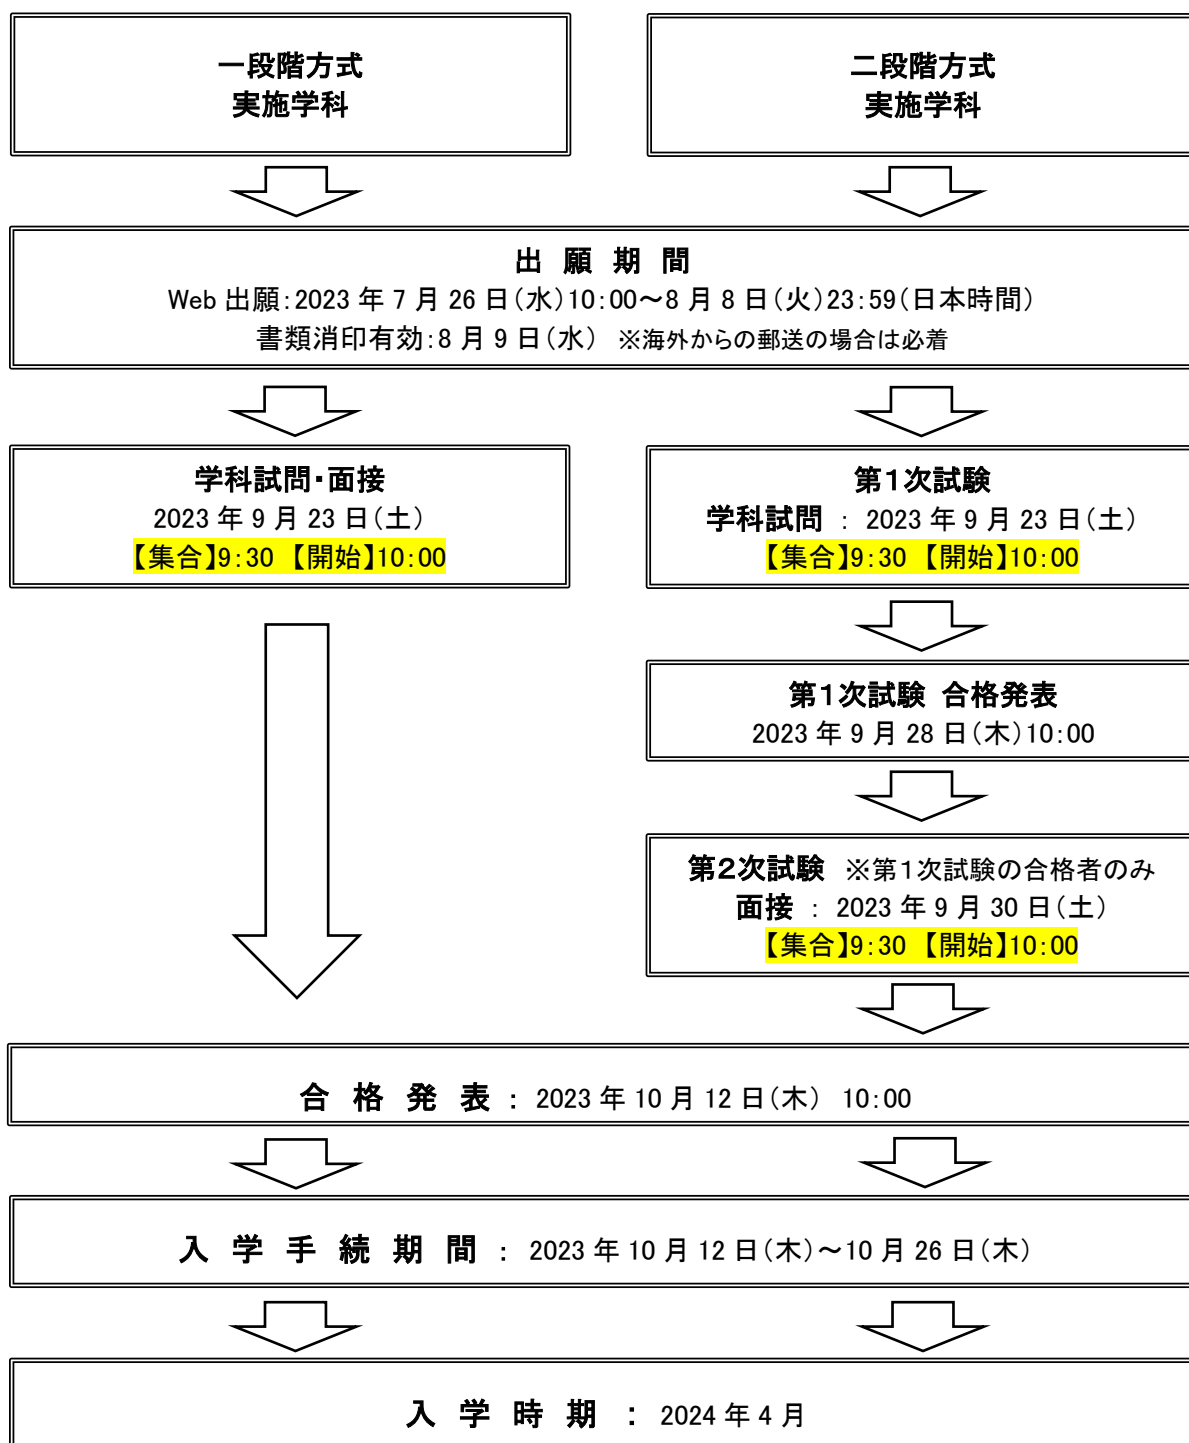 一段階方式
実施学科
二段階方式
実施学科
出 願 期 間
Web 出願：2023 年 7 月 26 日（水）10：00～8 月 8 日（火）23：59（日本時間）
書類消印有効：8 月 9 日（水） ※海外からの郵送の場合は必着
学科試問・面接
2023 年 9 月 23 日（土）
【集合】9：30 【開始】10：00
第１次試験
学科試問 ： 2023 年 9 月 23 日（土）
【集合】9：30 【開始】10：00
第１次試験 合格発表
2023 年 9 月 28 日（木）10：00
第２次試験 ※第１次試験の合格者のみ
面接 ： 2023 年 9 月 30 日（土）
【集合】9：30 【開始】10：00
合 格 発 表 ： 2023 年 10 月 12 日（木） 10：00
入 学 手 続 期 間 ： 2023 年 10 月 12 日（木）～10 月 26 日（木）
入 学 時 期 ： 2024 年 4 月